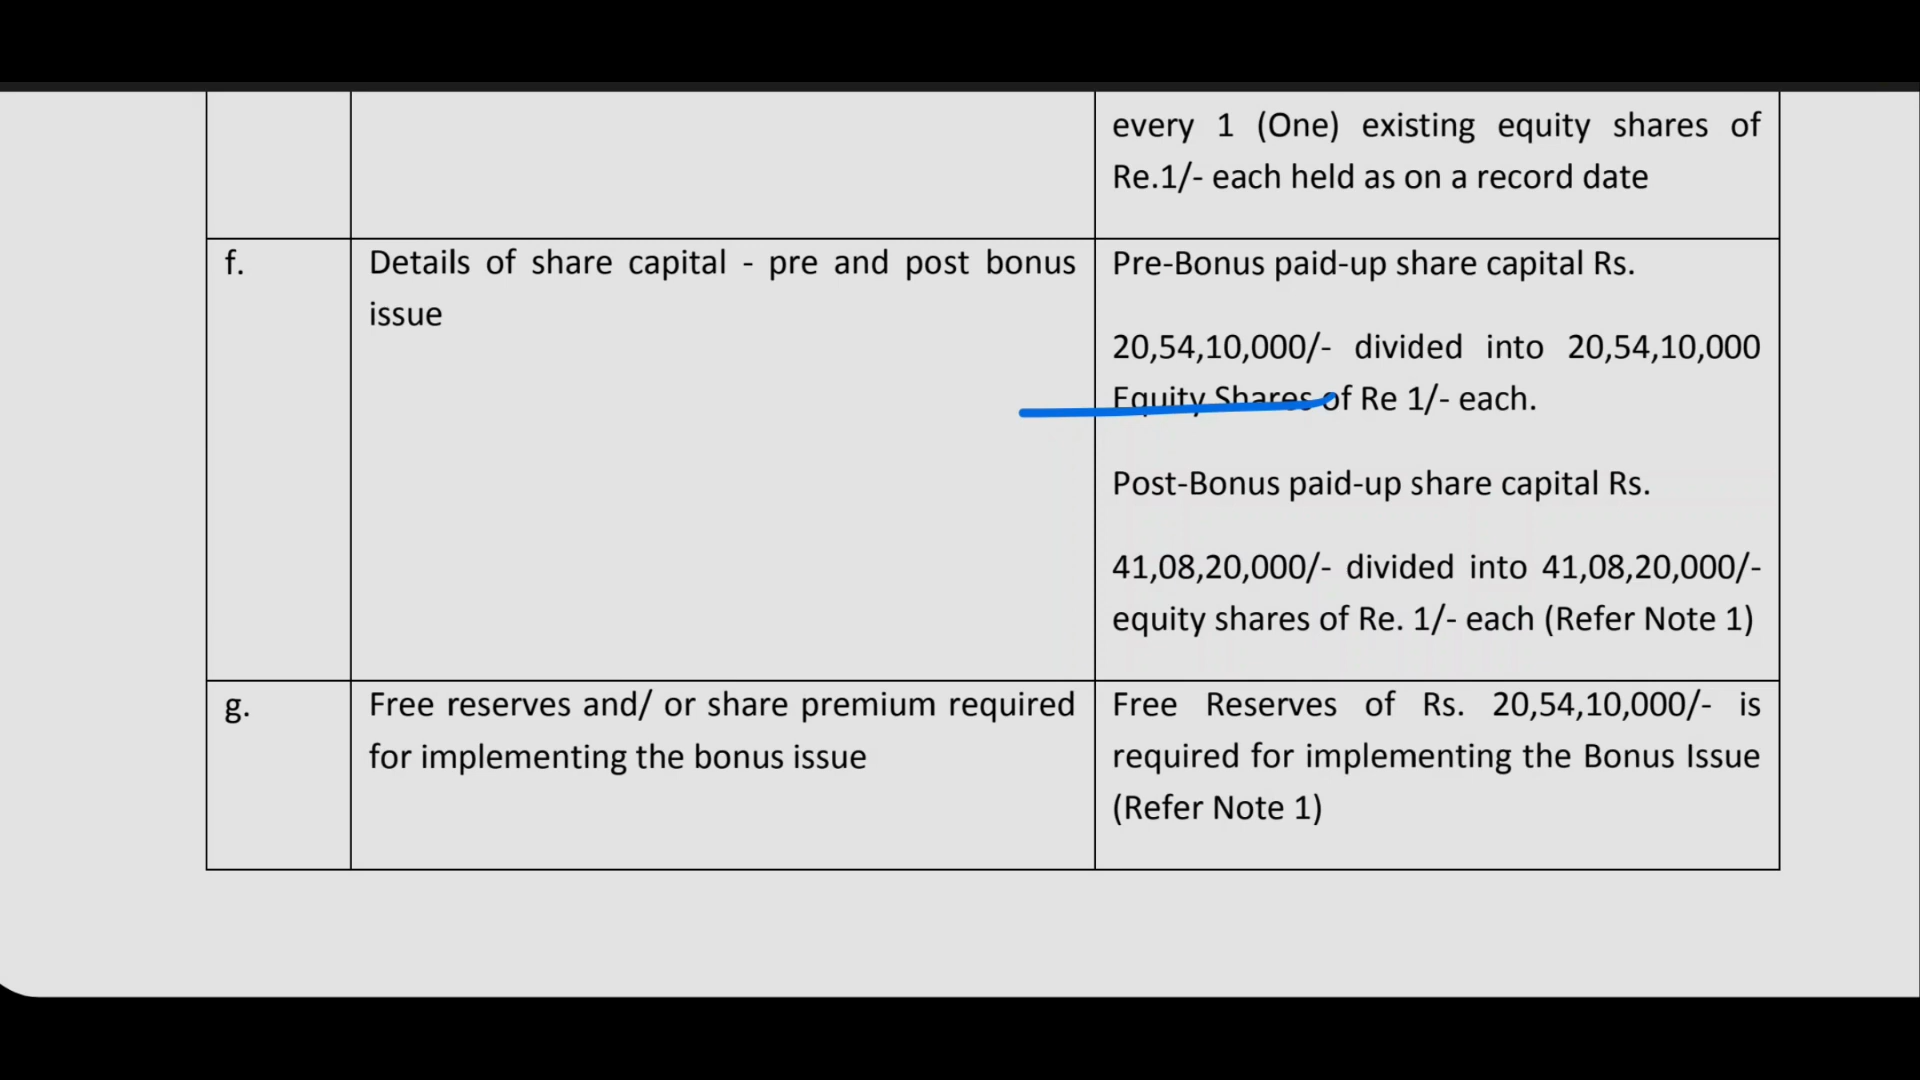 every 1 (One) existing equity shares of
Re.1/- each held as on a record date
f.
Details of share capital - pre and post bonus
issue
Pre-Bonus paid-up share capital Rs.
20,54,10,000/- divided into 20,54,10,000
Equity Shares of Re 1/- each.
Post-Bonus paid-up share capital Rs.
41,08,20,000/- divided into 41,08,20,000/-
equity shares of Re. 1/- each (Refer Note 1)
g.
Free reserves and/ or share premium required
for implementing the bonus issue
Free Reserves of Rs. 20,54,10,000/- is
required for implementing the Bonus Issue
(Refer Note 1)